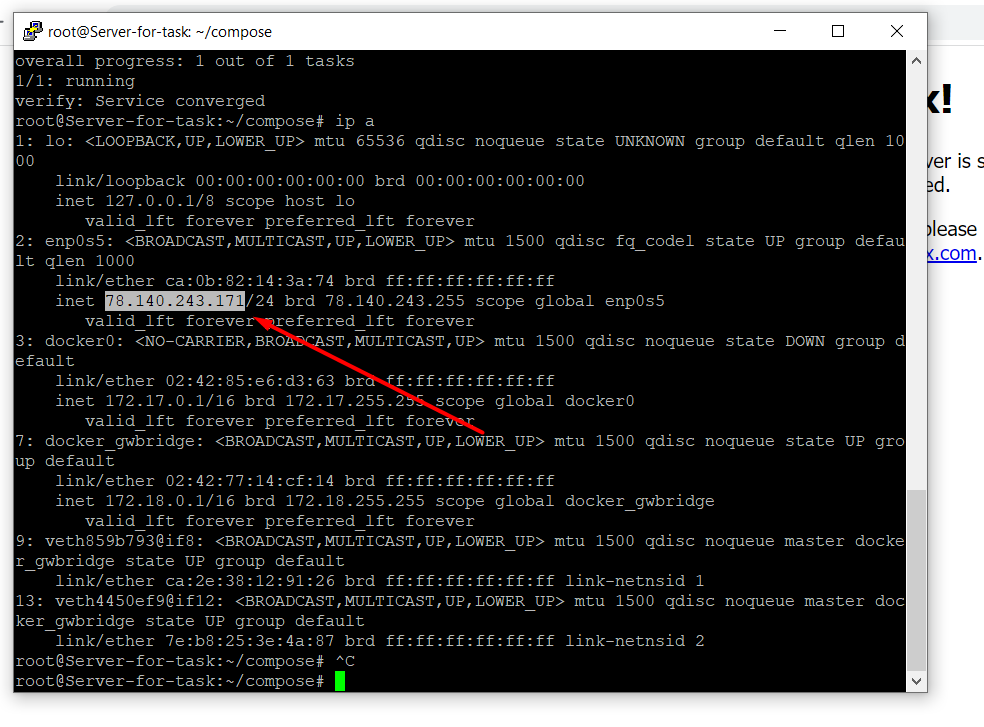 root@Server-for-task: ~/compose
overall progress: 1 out of 1 tasks
1/1: running
verify: Service converged
root@Server-for-task:~/compose# ip a
1: lo: <LOOPBACK,UP,LOWER_UP> mtu 65536 qdisc noqueue state UNKNOWN group default qlen 10
00
link/loopback 00:00:00:00:00:00 brd 00:00:00:00:00:00
inet 127.0.0.1/8 scope host lo
valid_lft forever preferred_lft forever
2: enp0s5: <BROADCAST,MULTICAST,UP,LOWER_UP> mtu 1500 qdisc fq_codel state UP group defau
lt qlen 1000
link/ether ca:0b:82:14:3a:74 brd ff:ff:ff:ff:ff:ff
inet 78.140.243.171/24 brd 78.140.243.255 scope global enp0s5
valid_lft forever preferred_lft forever
3: docker0: <NO-CARRIER,BROADCAST,MULTICAST,UP> mtu 1500 qdisc noqueue state DOWN group d
efault
link/ether 02:42:85:e6:d3:63 brd ff:ff:ff:ff:ff:ff
inet 172.17.0.1/16 brd 172.17.255.255 scope global docker0
valid_lft forever preferred_lft forever
7: docker_gwbridge: <BROADCAST,MULTICAST,UP,LOWER_UP> mtu 1500 qdisc noqueue state UP gro
up default
link/ether 02:42:77:14:cf:14 brd ff:ff:ff:ff:ff:ff
inet 172.18.0.1/16 brd 172.18.255.255 scope global docker_gwbridge
valid_lft forever preferred_lft forever
9: veth859b793@if8: <BROADCAST,MULTICAST,UP,LOWER_UP> mtu 1500 qdisc noqueue master docke
r_gwbridge state UP group default
link/ether ca:2e:38:12:91:26 brd ff:ff:ff:ff:ff:ff link-netnsid 1
13: veth4450ef9@if12: <BROADCAST,MULTICAST,UP,LOWER_UP> mtu 1500 qdisc noqueue master doc
ker_gwbridge state UP group default
link/ether 7e:b8:25:3e:4a:87 brd ff:ff:ff:ff:ff:ff link-netnsid 2
root@Server-for-task:~/compose# ^C
root@Server-for-task:~/compose#
x!
ver is s
ed.
please
x.com.